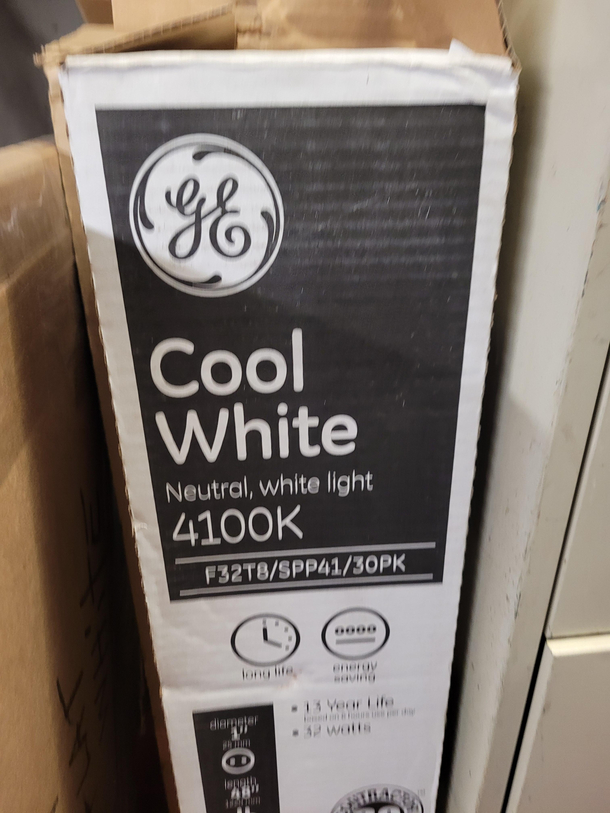 GE
Cool
White
Neutral, white light
4100K
F32T8/SPP41/30PK
long life
energy
saving
13 Year Life
32 watts
diameter
1"
length
48"